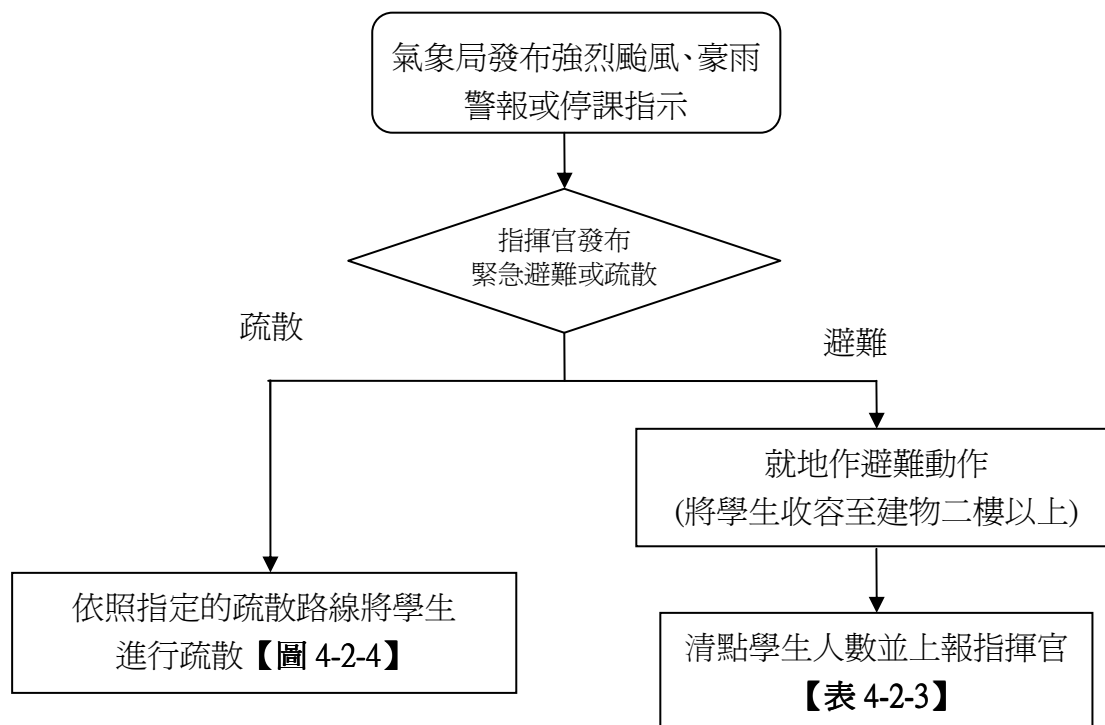 氣象局發布強烈颱風、豪雨
警報或停課指示
指揮官發布
緊急避難或疏散
疏散
避難
就地作避難動作
(將學生收容至建物二樓以上)
依照指定的疏散路線將學生
進行疏散【圖 4-2-4】
清點學生人數並上報指揮官
【表 4-2-3】